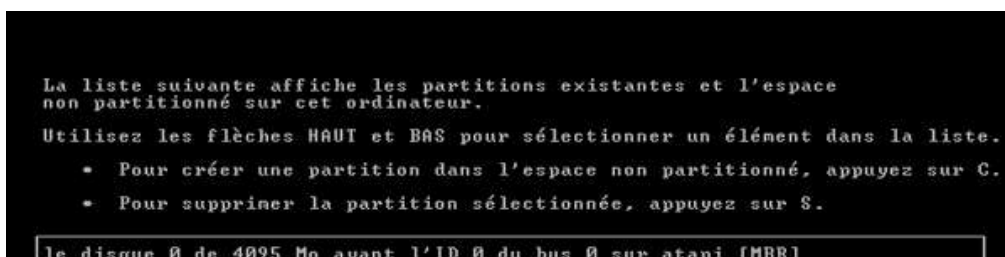 La liste suivante affiche les partitions existantes et l'espace
non partitionné sur cet ordinateur.
Utilisez les flèches HAUT et BAS pour sélectionner un élément dans la liste.
• Pour créer une partition dans l'espace non partitionné, appuyez sur C.
• Pour supprimer la partition sélectionnée, appuyez sur S.
le disque 0 de 4095 Mo ayant l'ID 0 du bus 0 sur atapi [MBR]